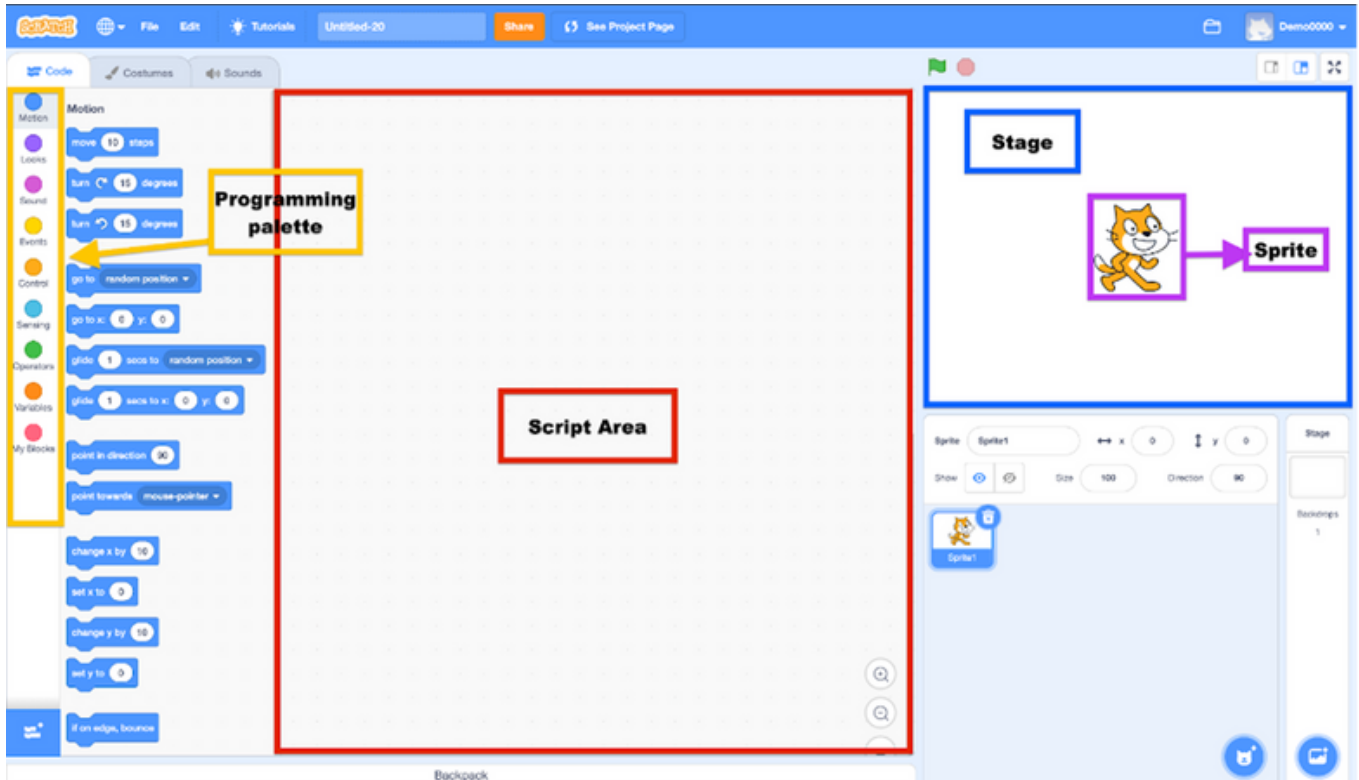 SCRATCH File Edit Tutorials Untitled-20 Share See Project Page Demo0000
Code Costumes Sounds
Motion
Looks
Sound
Events
Control
Sensing
Operators
Variables
My Blocks
Motion
move 10 steps
turn 15 degrees
turn 15 degrees
go to random position
go to x: 0 y: 0
glide 1 secs to random position
glide 1 secs to x: 0 y: 0
point in direction 90
point towards mouse-pointer
change x by 10
set x to 0
change y by 10
set y to 0
if on edge, bounce
Programming
palette
Script Area
Stage
Sprite
Sprite Sprite1 x 0 y 0
Show Size 100 Direction 90
Sprite1
Stage
Backdrops
1
Backpack